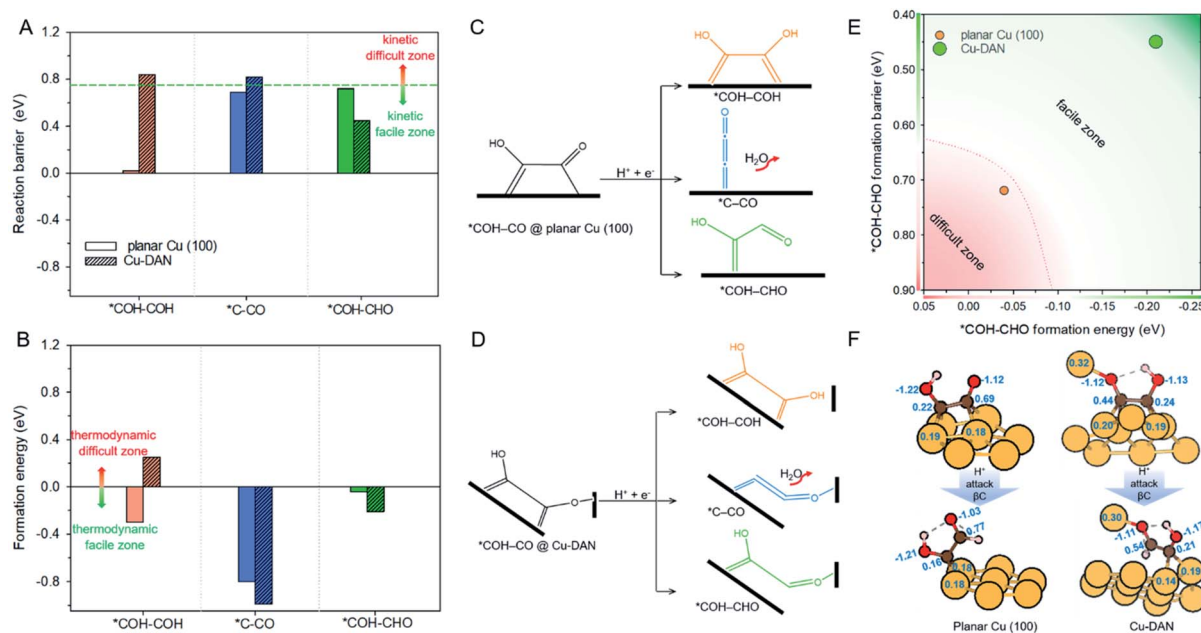 A
1.2
0.8
0.4
0.0
-0.4
-0.8
Reaction barrier (eV)
kinetic
difficult zone
kinetic
facile zone
planar Cu (100)
Cu-DAN
*COH-COH
*C-CO
*COH-CHO
B
0.8
0.4
0.0
-0.4
-0.8
Formation energy (eV)
thermodynamic
difficult zone
thermodynamic
facile zone
*COH-COH
*C-CO
*COH-CHO
C
HO
O
*COH–CO @ planar Cu (100)
H⁺ + e⁻
HO
OH
*COH–COH
O
C
C
C
H₂O
*C–CO
HO
O
*COH–CHO
D
HO
O
*COH–CO @ Cu-DAN
H⁺ + e⁻
HO
OH
*COH–COH
H₂O
O
*C–CO
HO
O
*COH–CHO
E
0.40
0.50
0.60
0.70
0.80
0.90
*COH-CHO formation barrier (eV)
planar Cu (100)
Cu-DAN
facile zone
difficult zone
0.05
0.00
-0.05
-0.10
-0.15
-0.20
-0.25
*COH-CHO formation energy (eV)
F
-1.22
-1.12
0.22
0.69
0.19
0.18
H⁺
attack
βC
-1.03
0.77
-1.21
0.16
0.18
0.18
Planar Cu (100)
0.32
-1.12
-1.13
0.44
0.24
0.20
0.19
H⁺
attack
βC
0.30
-1.11
0.54
0.21
0.19
0.14
Cu-DAN